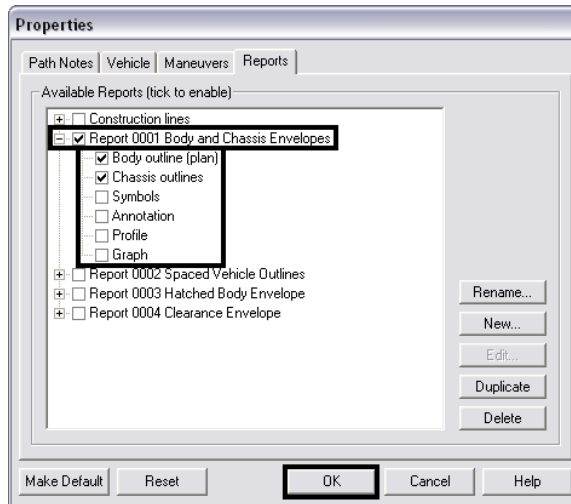 Properties
Path Notes Vehicle Maneuvers Reports
Available Reports (tick to enable)
Construction lines
Report 0001 Body and Chassis Envelopes
Body outline (plan)
Chassis outlines
Symbols
Annotation
Profile
Graph
Report 0002 Spaced Vehicle Outlines
Report 0003 Hatched Body Envelope
Report 0004 Clearance Envelope
Rename...
New...
Edit...
Duplicate
Delete
Make Default Reset OK Cancel Help